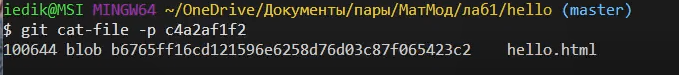 iedik@MSI MINGW64 ~/OneDrive/Документы/пары/МатМод/лаб1/hello (master)
$ git cat-file -p c4a2af1f2
100644 blob b6765ff16cd121596e6258d76d03c87f065423c2    hello.html